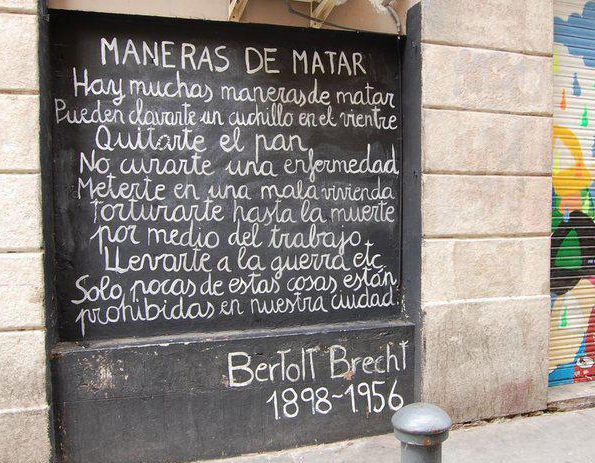 MANERAS DE MATAR
Hay muchas maneras de matar
Pueden clavarte un cuchillo en el vientre
Quitarte el pan
No curarte una enfermedad
Meterte en una mala vivienda
Torturarte hasta la muerte
por medio del trabajo
Llevarte a la guerra etc
Solo pocas de estas cosas están
prohibidas en nuestra ciudad.
Bertolt Brecht
1898~1956